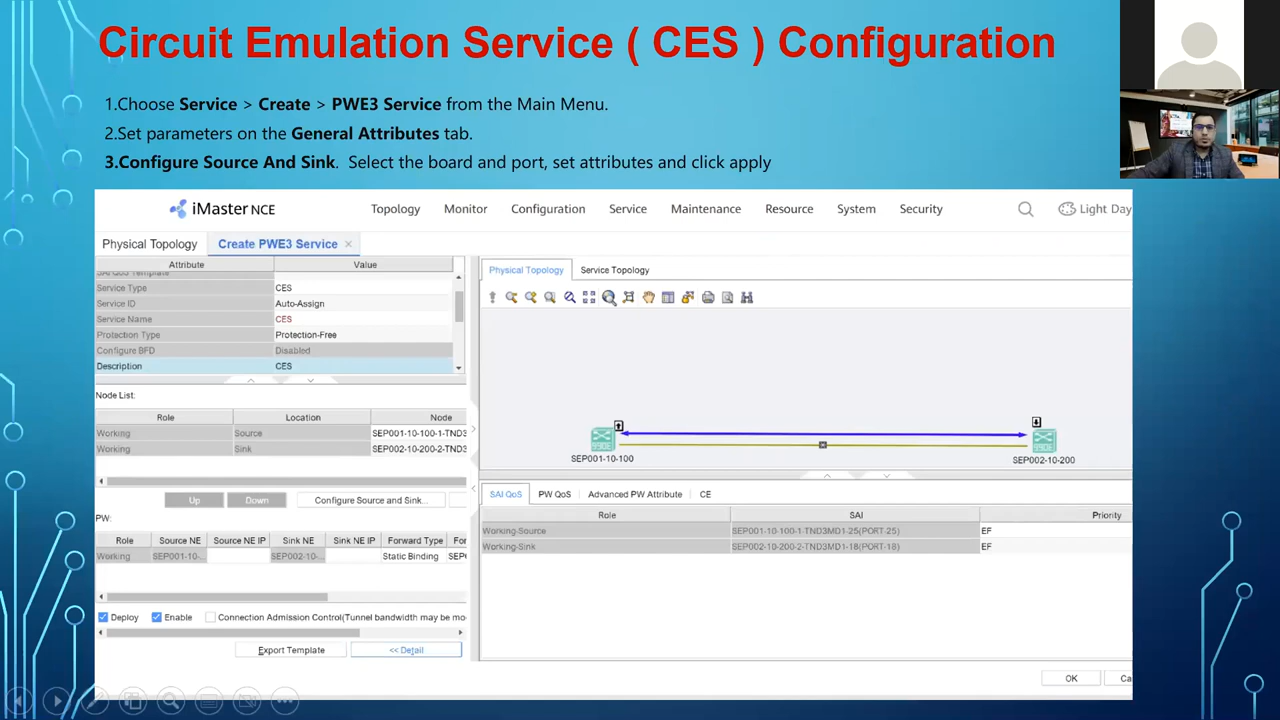 Circuit Emulation Service ( CES ) Configuration
1.Choose Service > Create > PWE3 Service from the Main Menu.
2.Set parameters on the General Attributes tab.
3.Configure Source And Sink. Select the board and port, set attributes and click apply
iMaster NCE Topology Monitor Configuration Service Maintenance Resource System Security Light Day
Physical Topology Create PWE3 Service ×
Attribute Value
Service Type CES
Service ID Auto-Assign
Service Name CES
Protection Type Protection-Free
Configure BFD Disabled
Description CES
Node List:
Role Location Node
Working Source SEP001-10-100-1-TND3
Working Sink SEP002-10-200-2-TND3
Up Down Configure Source and Sink...
PW:
Role Source NE Source NE IP Sink NE Sink NE IP Forward Type For
Working SEP001-10-... SEP002-10-... Static Binding SEP
Deploy Enable Connection Admission Control(Tunnel bandwidth may be mo
Export Template << Detail
Physical Topology Service Topology
SEP001-10-100 SEP002-10-200
SAI QoS PW QoS Advanced PW Attribute CE
Role SAI Priority
Working-Source SEP001-10-100-1-TND3MD1-25(PORT-25) EF
Working-Sink SEP002-10-200-2-TND3MD1-18(PORT-18) EF
OK Ca